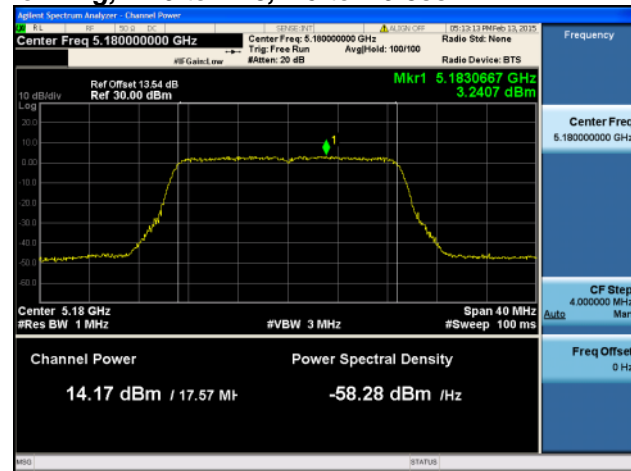 Agilent Spectrum Analyzer - Channel Power
RL RF 50 Ω DC SENSE:INT ALIGN OFF 05:13:13 PM Feb 13, 2015
Center Freq 5.180000000 GHz
Center Freq: 5.180000000 GHz
Radio Std: None
Trig: Free Run Avg|Hold: 100/100
#IFGain:Low #Atten: 20 dB Radio Device: BTS
Ref Offset 13.54 dB
10 dB/div Ref 30.00 dBm
Mkr1 5.1830667 GHz
3.2407 dBm
Log
20.0
10.0
0.00
-10.0
-20.0
-30.0
-40.0
-50.0
-60.0
1
Center 5.18 GHz Span 40 MHz
#Res BW 1 MHz #VBW 3 MHz #Sweep 100 ms
Channel Power Power Spectral Density
14.17 dBm / 17.57 MH -58.28 dBm /Hz
MSG STATUS
Frequency
Center Freq
5.180000000 GHz
CF Step
4.000000 MHz
Auto Man
Freq Offset
0 Hz